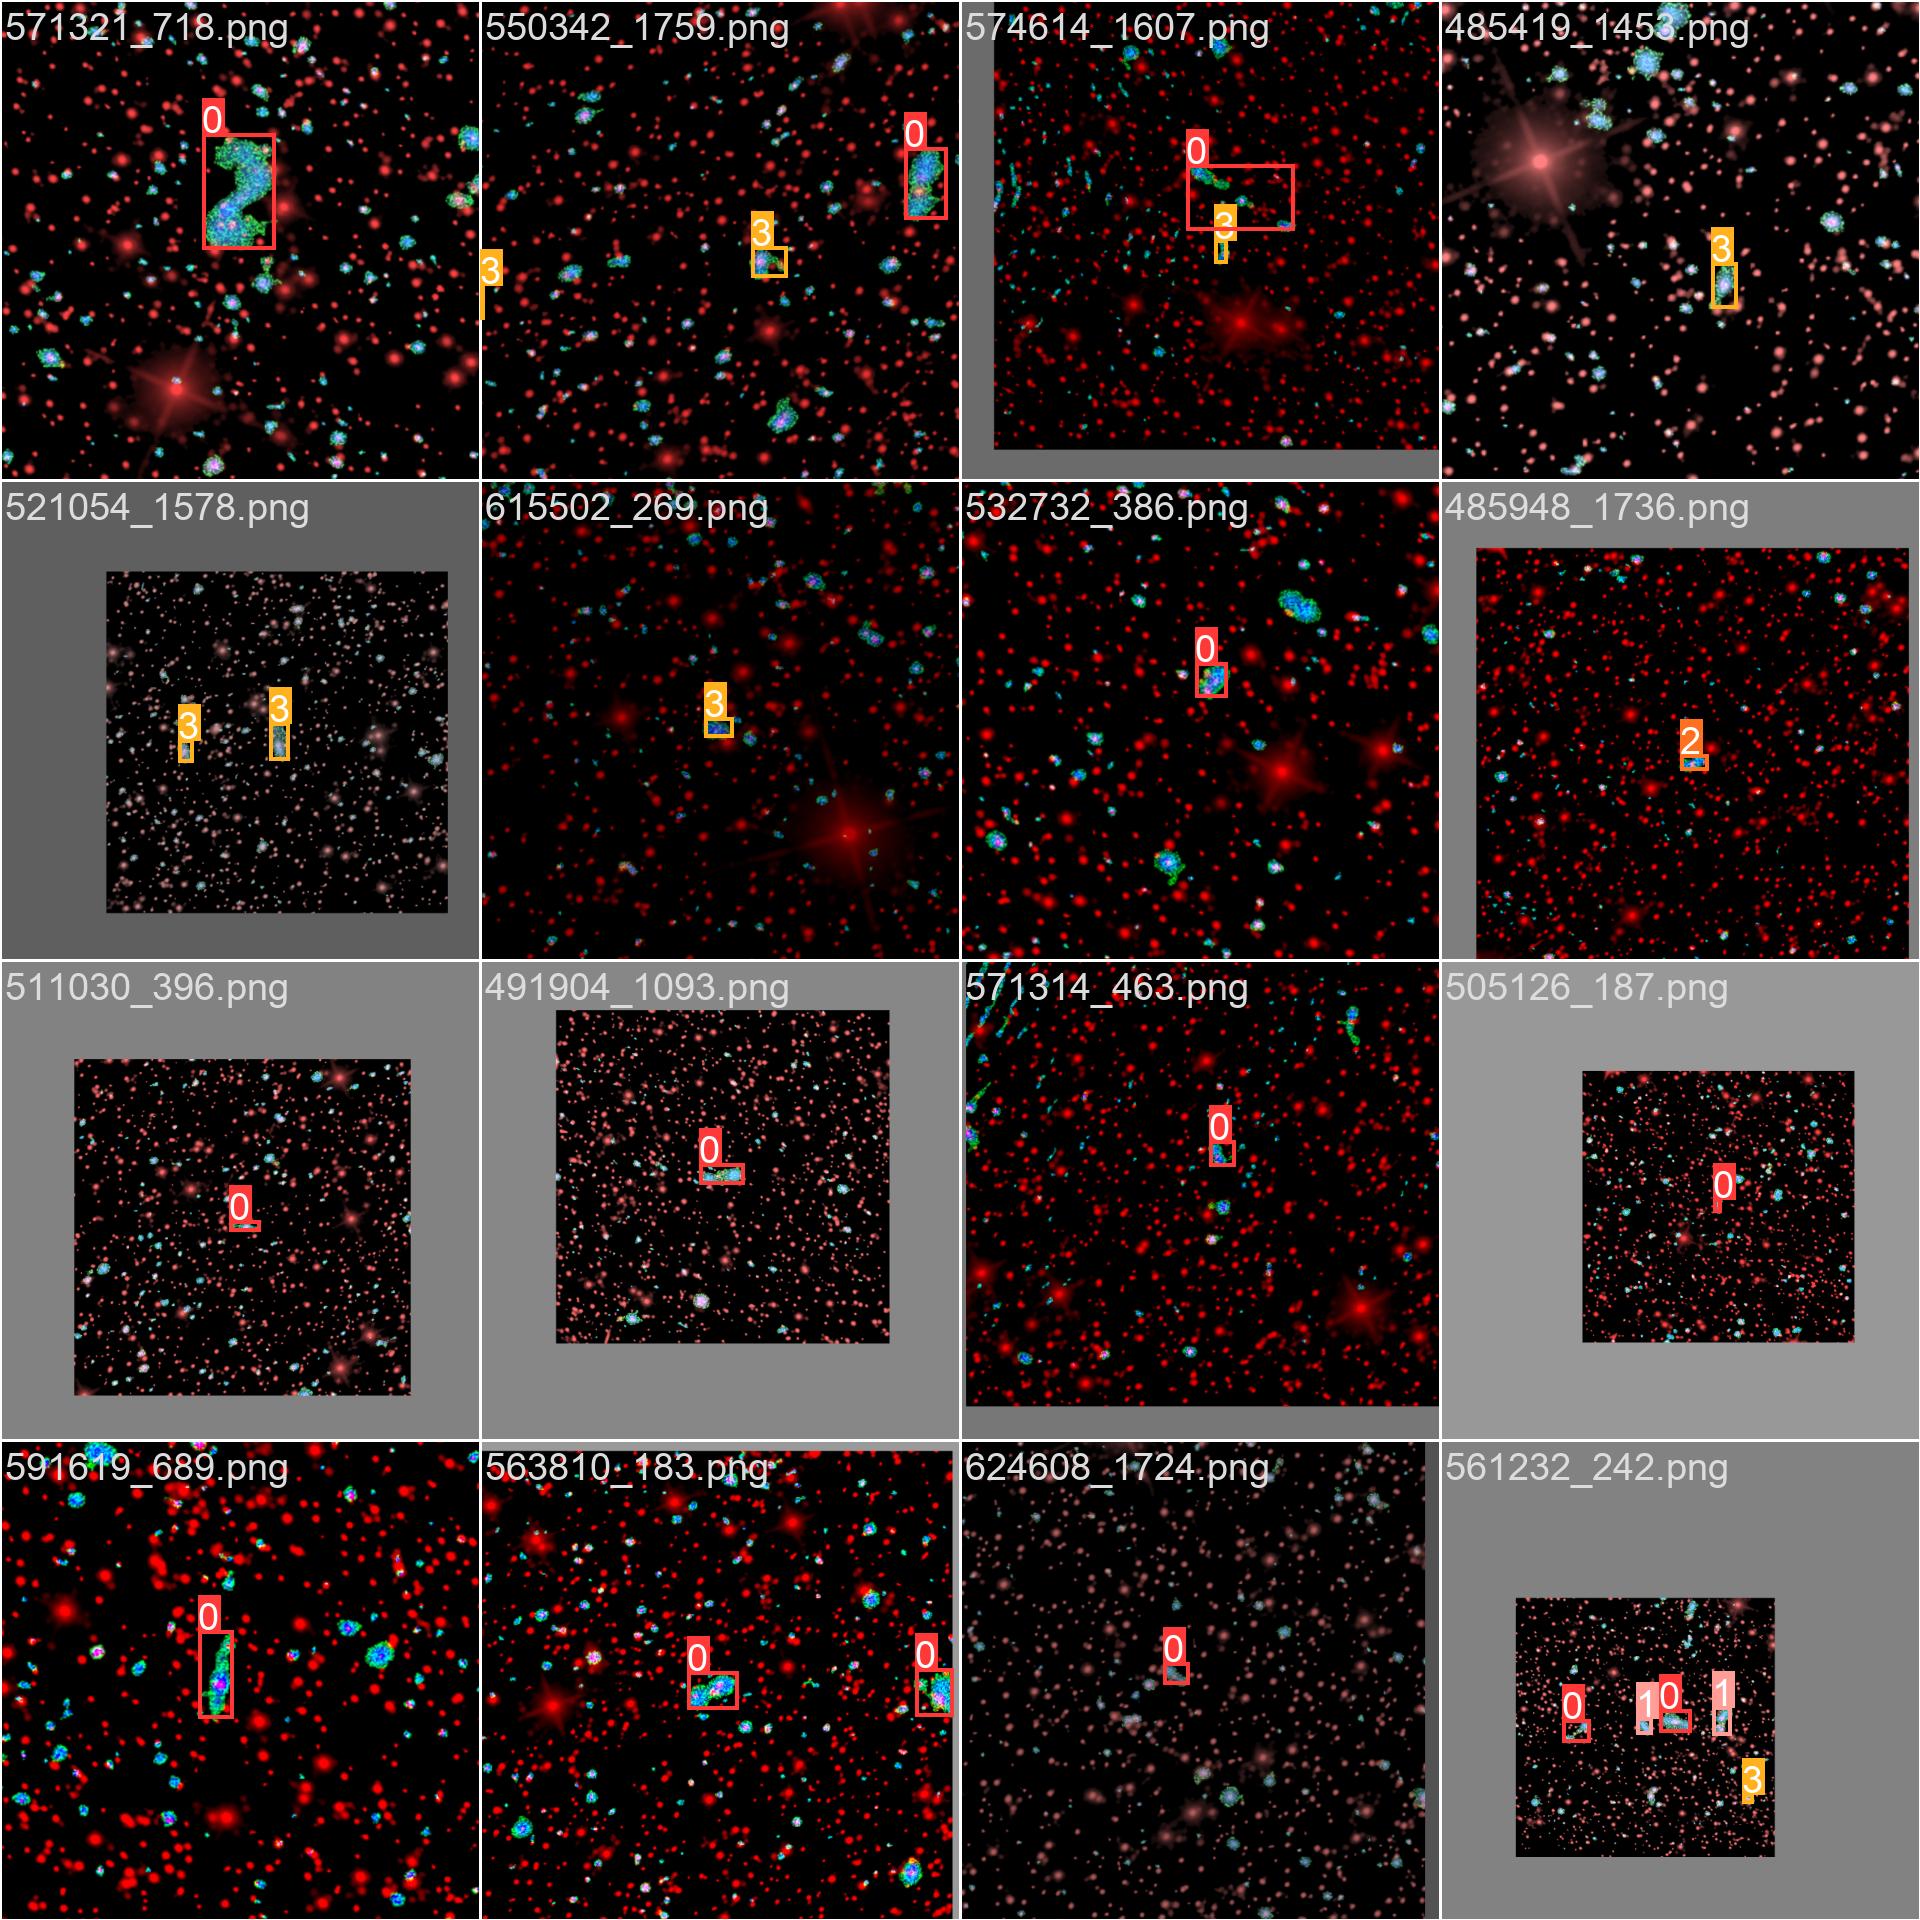 571321_718.png
550342_1759.png
574614_1607.png
485419_1453.png
0
0
3
3
0
3
3
521054_1578.png
615502_269.png
532732_386.png
485948_1736.png
3
3
3
0
2
511030_396.png
491904_1093.png
571314_463.png
505126_187.png
0
0
0
0
591619_689.png
563810_183.png
624608_1724.png
561232_242.png
0
0
0
0
0
1
0
1
3